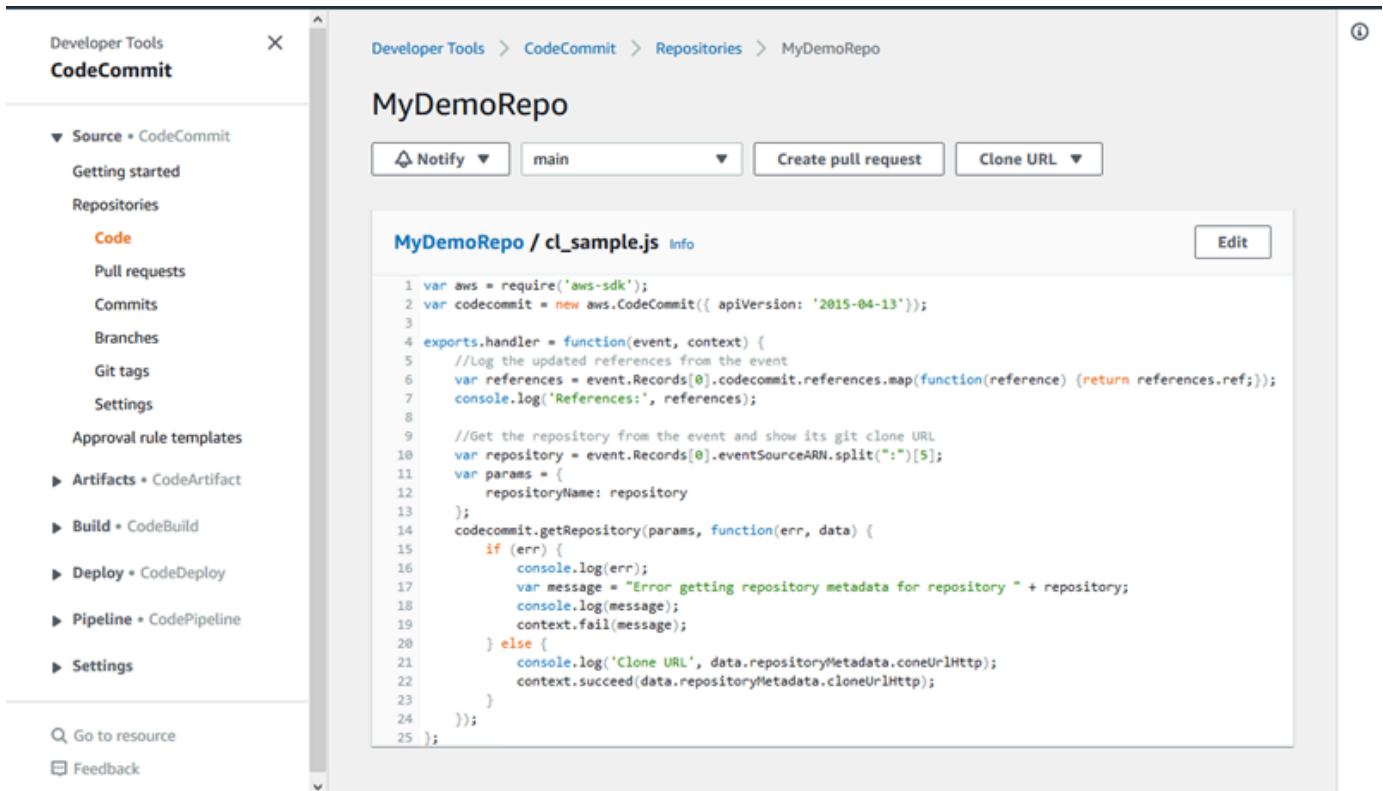 Developer Tools
CodeCommit
Source • CodeCommit
Getting started
Repositories
Code
Pull requests
Commits
Branches
Git tags
Settings
Approval rule templates
Artifacts • CodeArtifact
Build • CodeBuild
Deploy • CodeDeploy
Pipeline • CodePipeline
Settings
Go to resource
Feedback
Developer Tools > CodeCommit > Repositories > MyDemoRepo
MyDemoRepo
Notify main Create pull request Clone URL
MyDemoRepo / cl_sample.js Info Edit
1 var aws = require('aws-sdk');
2 var codecommit = new aws.CodeCommit({ apiVersion: '2015-04-13'});
3
4 exports.handler = function(event, context) {
5     //Log the updated references from the event
6     var references = event.Records[0].codecommit.references.map(function(reference) {return references.ref;});
7     console.log('References:', references);
8
9     //Get the repository from the event and show its git clone URL
10     var repository = event.Records[0].eventSourceARN.split(":")[5];
11     var params = {
12         repositoryName: repository
13     };
14     codecommit.getRepository(params, function(err, data) {
15         if (err) {
16             console.log(err);
17             var message = "Error getting repository metadata for repository " + repository;
18             console.log(message);
19             context.fail(message);
20         } else {
21             console.log('Clone URL', data.repositoryMetadata.coneUrlHttp);
22             context.succeed(data.repositoryMetadata.cloneUrlHttp);
23         }
24     });
25 };